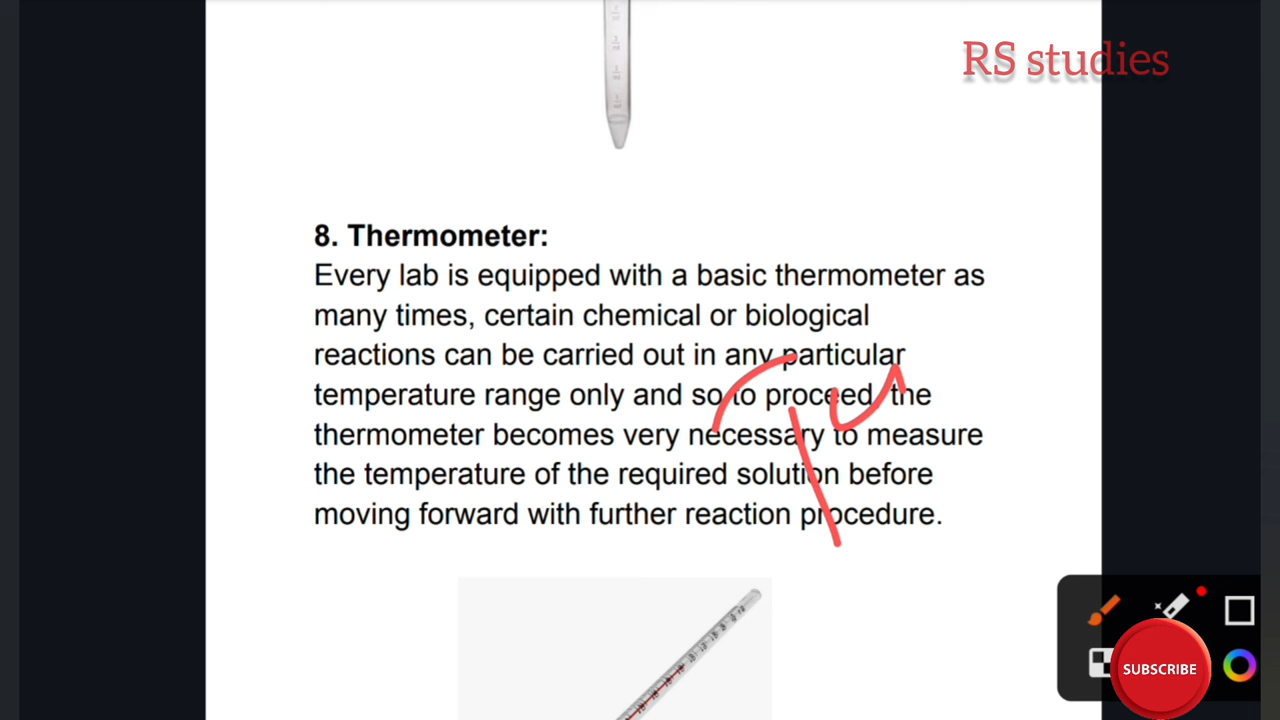 RS studies
8. Thermometer:
Every lab is equipped with a basic thermometer as
many times, certain chemical or biological
reactions can be carried out in any particular
temperature range only and so to proceed, the
thermometer becomes very necessary to measure
the temperature of the required solution before
moving forward with further reaction procedure.
SUBSCRIBE